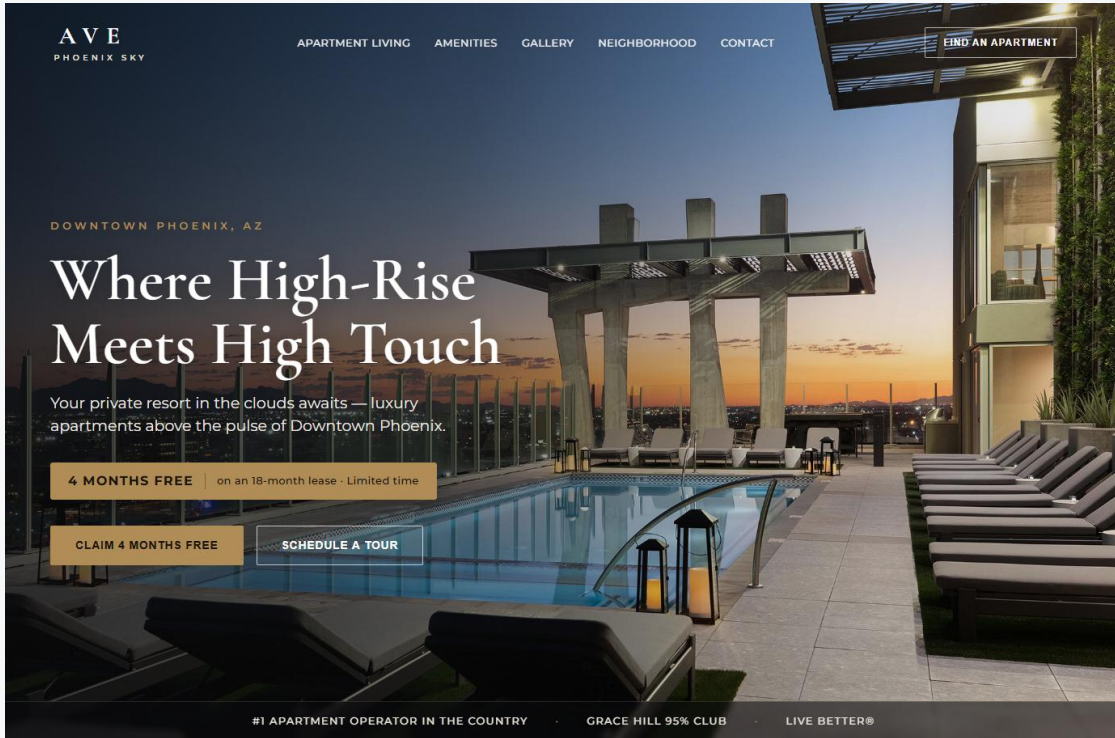 AVE
PHOENIX SKY
APARTMENT LIVING
AMENITIES
GALLERY
NEIGHBORHOOD
CONTACT
FIND AN APARTMENT
DOWNTOWN PHOENIX, AZ
Where High-Rise
Meets High Touch
Your private resort in the clouds awaits — luxury
apartments above the pulse of Downtown Phoenix.
4 MONTHS FREE on an 18-month lease · Limited time
CLAIM 4 MONTHS FREE
SCHEDULE A TOUR
#1 APARTMENT OPERATOR IN THE COUNTRY · GRACE HILL 95% CLUB · LIVE BETTER®